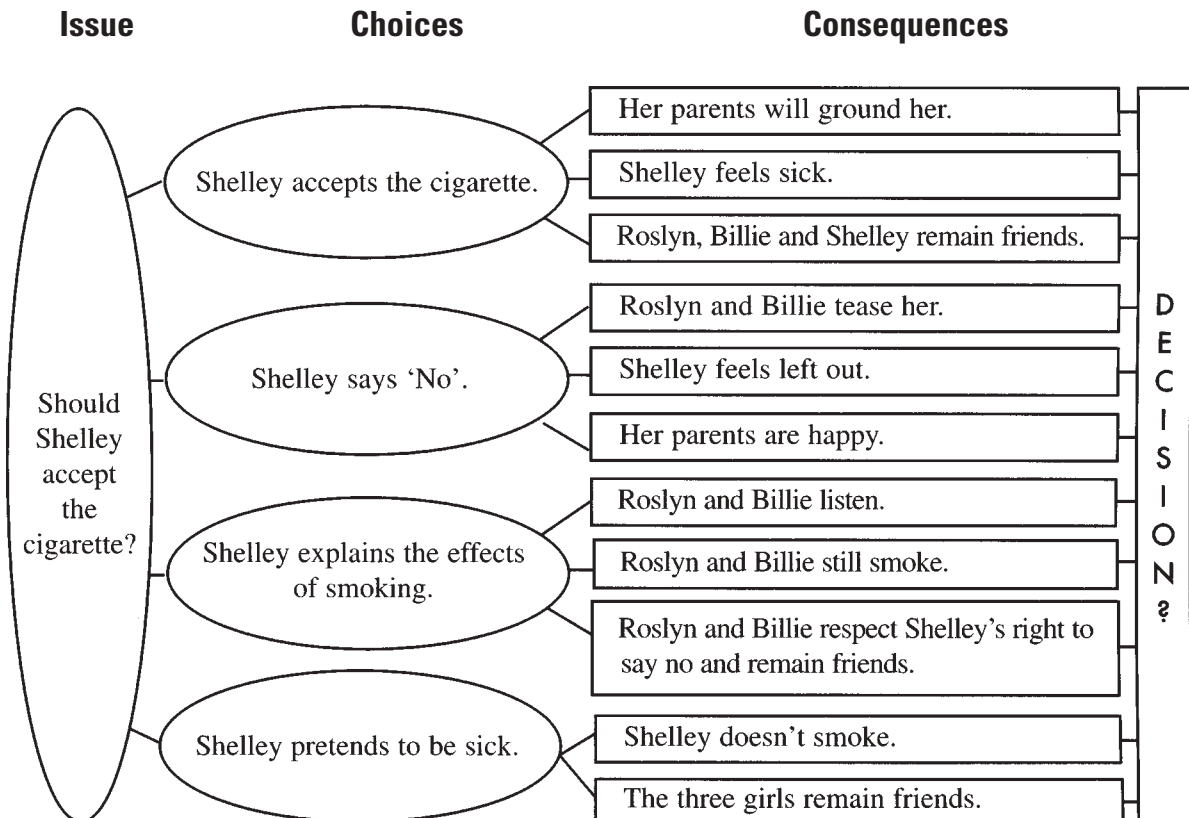 Issue
Choices
Consequences
Should
Shelley
accept
the
cigarette?
Shelley accepts the cigarette.
Her parents will ground her.
Shelley feels sick.
Roslyn, Billie and Shelley remain friends.
Shelley says ‘No’.
Roslyn and Billie tease her.
Shelley feels left out.
Her parents are happy.
Shelley explains the effects
of smoking.
Roslyn and Billie listen.
Roslyn and Billie still smoke.
Roslyn and Billie respect Shelley’s right to
say no and remain friends.
Shelley pretends to be sick.
Shelley doesn’t smoke.
The three girls remain friends.
DECISION?